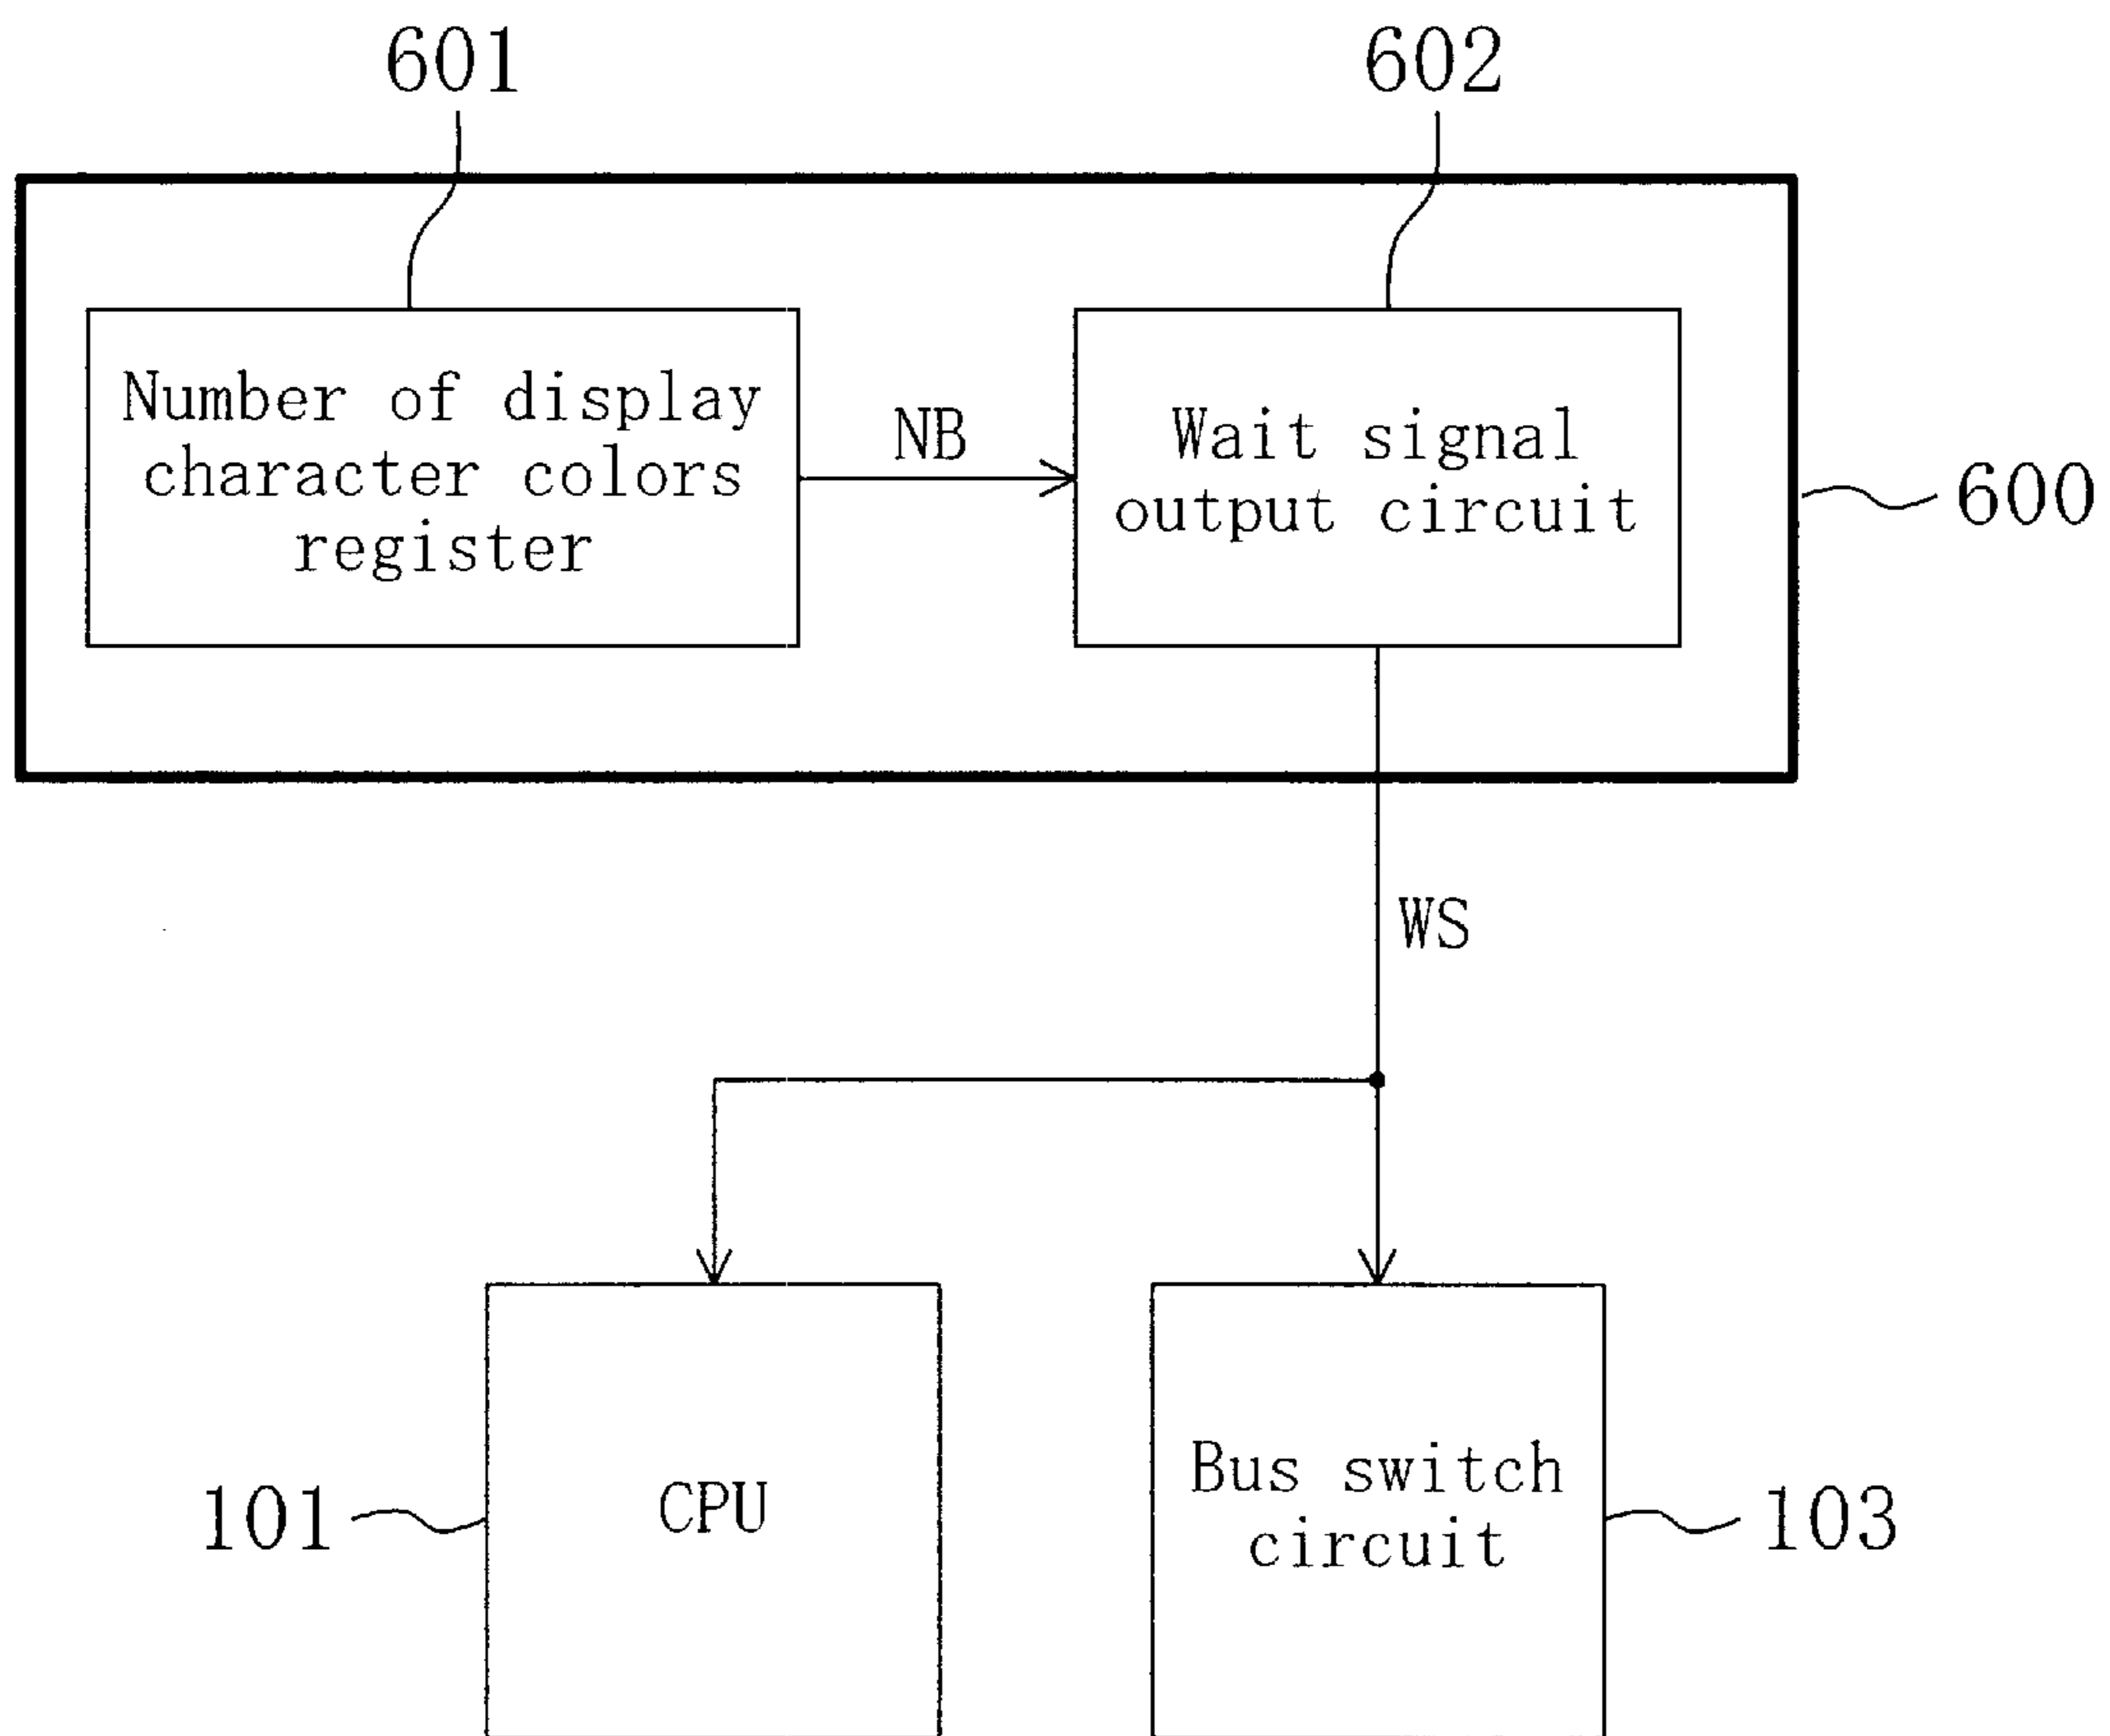 601
602
Number of display
character colors
register
NB
Wait signal
output circuit
600
WS
101
CPU
Bus switch
circuit
103